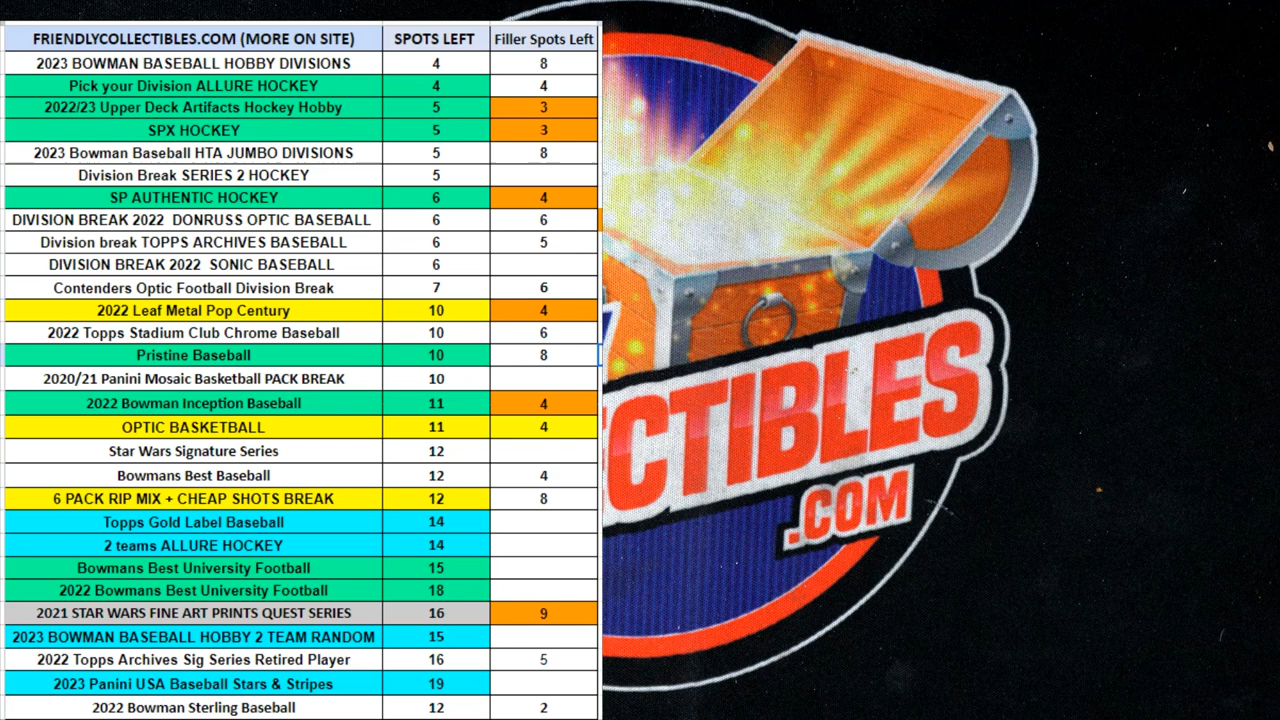 FRIENDLYCOLLECTIBLES.COM (MORE ON SITE) SPOTS LEFT Filler Spots Left
2023 BOWMAN BASEBALL HOBBY DIVISIONS 4 8
Pick your Division ALLURE HOCKEY 4 4
2022/23 Upper Deck Artifacts Hockey Hobby 5 3
SPX HOCKEY 5 3
2023 Bowman Baseball HTA JUMBO DIVISIONS 5 8
Division Break SERIES 2 HOCKEY 5
SP AUTHENTIC HOCKEY 6 4
DIVISION BREAK 2022 DONRUSS OPTIC BASEBALL 6 6
Division break TOPPS ARCHIVES BASEBALL 6 5
DIVISION BREAK 2022 SONIC BASEBALL 6
Contenders Optic Football Division Break 7 6
2022 Leaf Metal Pop Century 10 4
2022 Topps Stadium Club Chrome Baseball 10 6
Pristine Baseball 10 8
2020/21 Panini Mosaic Basketball PACK BREAK 10
2022 Bowman Inception Baseball 11 4
OPTIC BASKETBALL 11 4
Star Wars Signature Series 12
Bowmans Best Baseball 12 4
6 PACK RIP MIX + CHEAP SHOTS BREAK 12 8
Topps Gold Label Baseball 14
2 teams ALLURE HOCKEY 14
Bowmans Best University Football 15
2022 Bowmans Best University Football 18
2021 STAR WARS FINE ART PRINTS QUEST SERIES 16 9
2023 BOWMAN BASEBALL HOBBY 2 TEAM RANDOM 15
2022 Topps Archives Sig Series Retired Player 16 5
2023 Panini USA Baseball Stars & Stripes 19
2022 Bowman Sterling Baseball 12 2
ECTIBLES
.COM